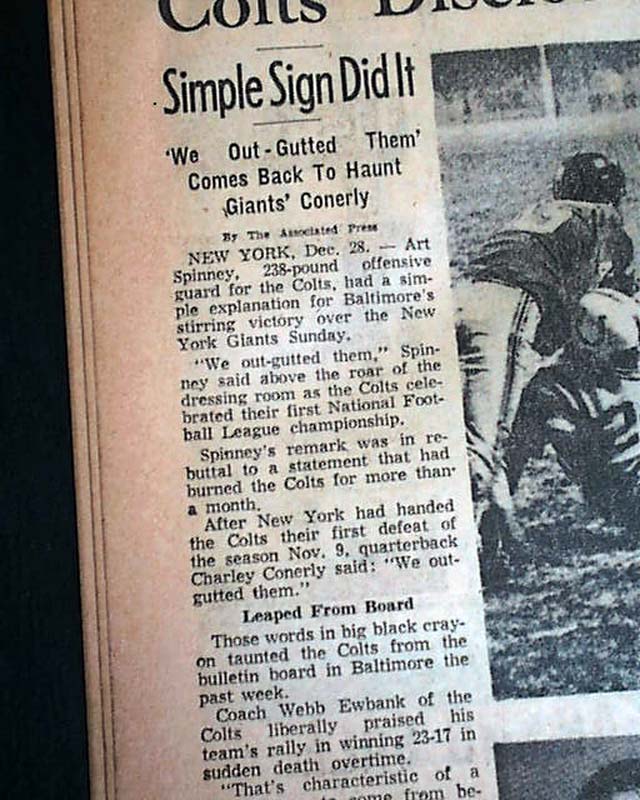 Colts
Simple Sign Did It
'We Out-Gutted Them'
Comes Back To Haunt
Giants' Conerly
By The Associated Press
NEW YORK, Dec. 28. — Art
Spinney, 238-pound offensive
guard for the Colts, had a sim-
ple explanation for Baltimore's
stirring victory over the New
York Giants Sunday.
"We out-gutted them," Spin-
ney said above the roar of the
dressing room as the Colts cele-
brated their first National Foot-
ball League championship.
Spinney's remark was in re-
buttal to a statement that had
burned the Colts for more than
a month.
After New York had handed
the Colts their first defeat of
the season Nov. 9, quarterback
Charley Conerly said: "We out-
gutted them."
Leaped From Board
Those words in big black cray-
on taunted the Colts from the
bulletin board in Baltimore the
past week.
Coach Webb Ewbank of the
Colts liberally praised his
team's rally in winning 23-17 in
sudden death overtime.
"That's characteristic of a
come from be-